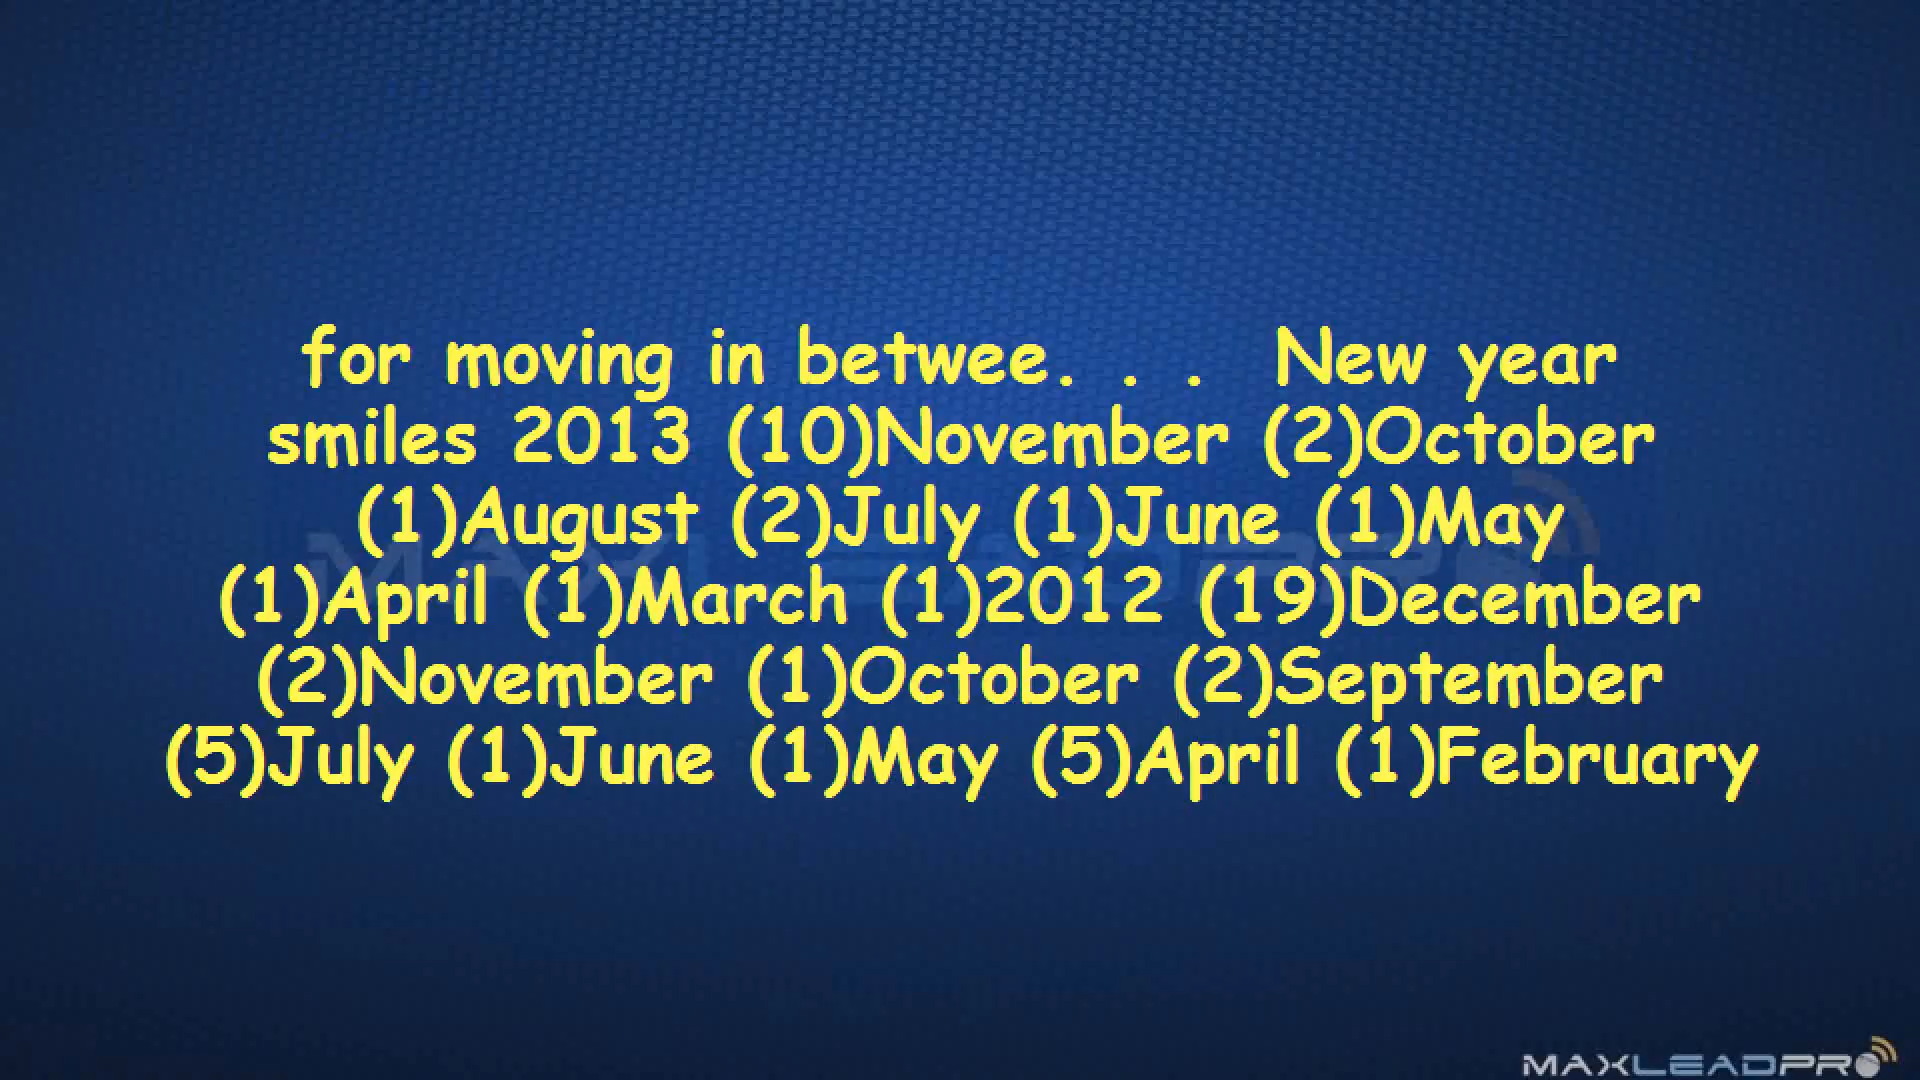 for moving in betwee. . .  New year
smiles 2013 (10)November (2)October
(1)August (2)July (1)June (1)May
(1)April (1)March (1)2012 (19)December
(2)November (1)October (2)September
(5)July (1)June (1)May (5)April (1)February
MAXLEADPRO
MAXLEADPRO